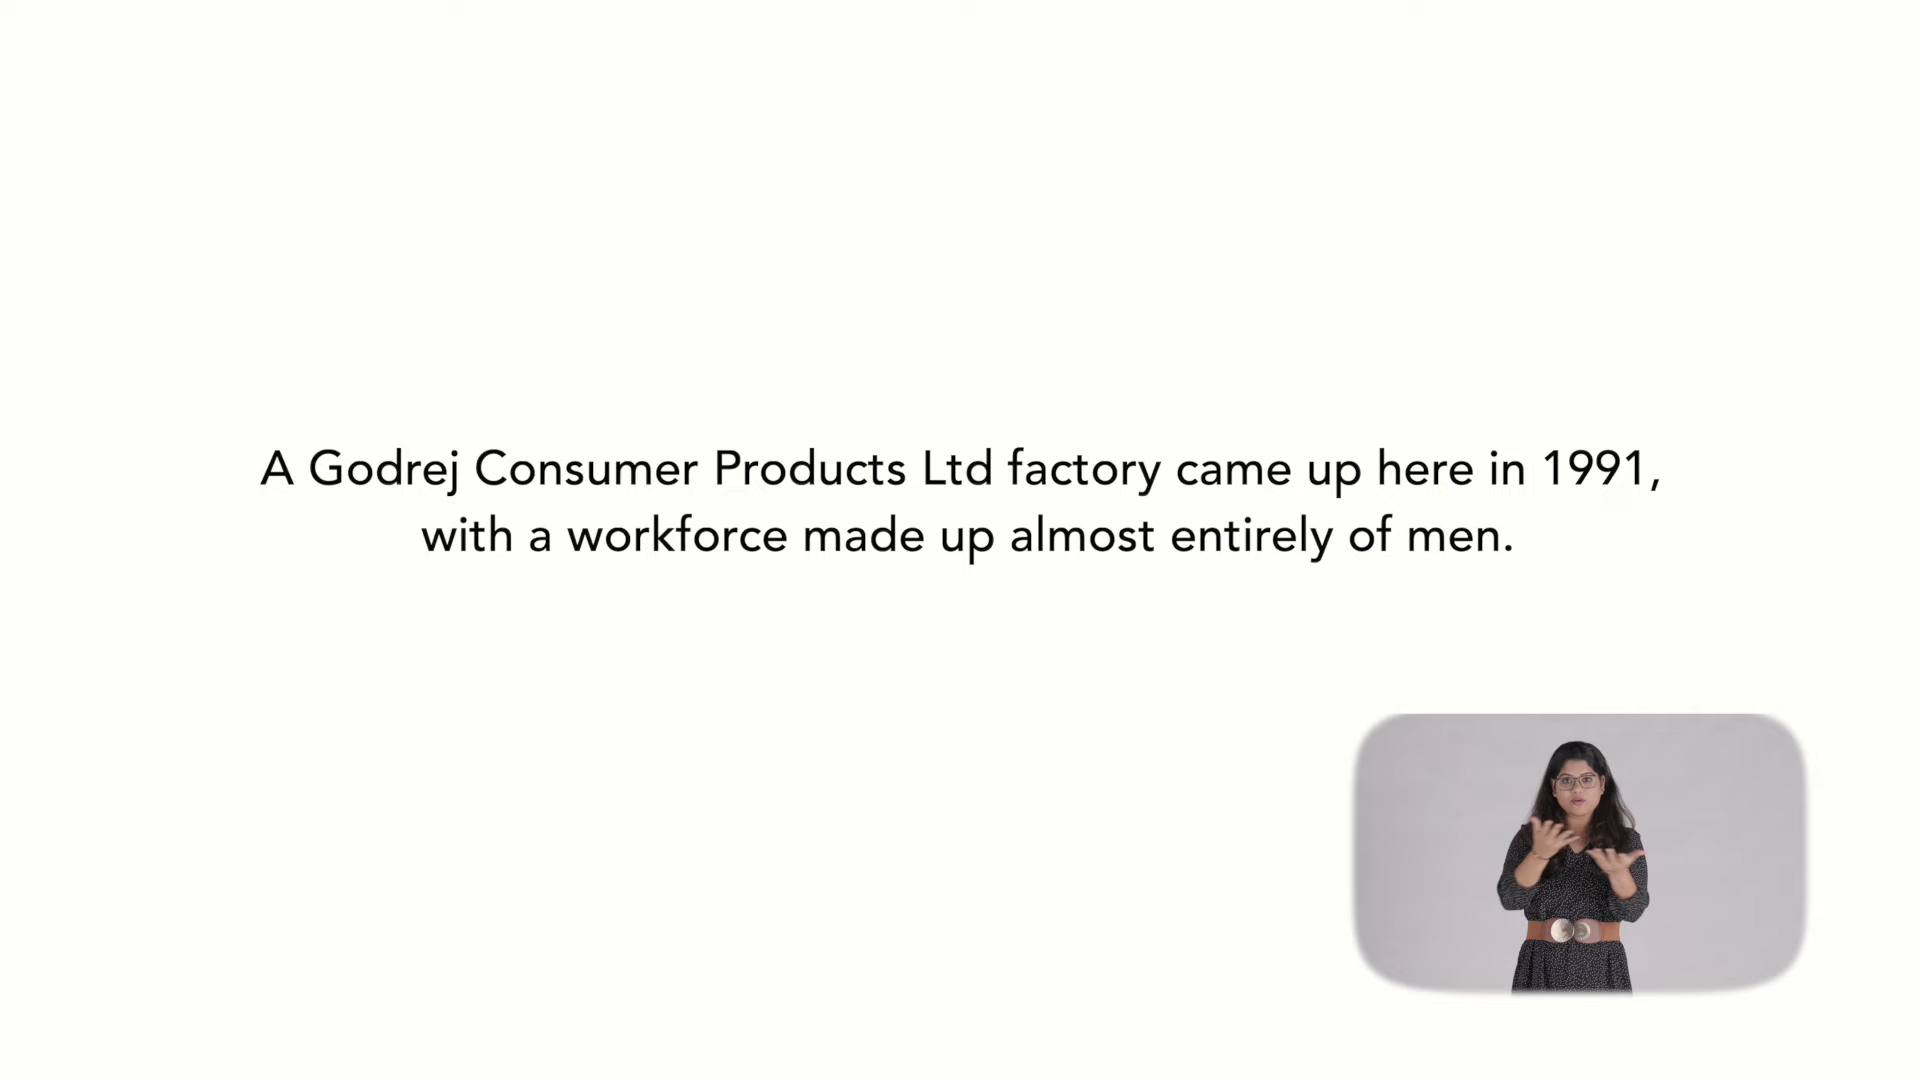 A Godrej Consumer Products Ltd factory came up here in 1991,
with a workforce made up almost entirely of men.